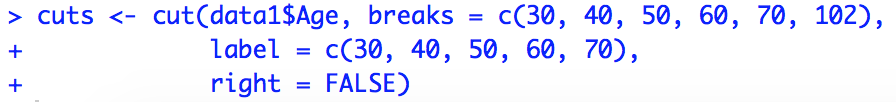 > cuts <- cut(data1$Age, breaks = c(30, 40, 50, 60, 70, 102),
+             label = c(30, 40, 50, 60, 70),
+             right = FALSE)